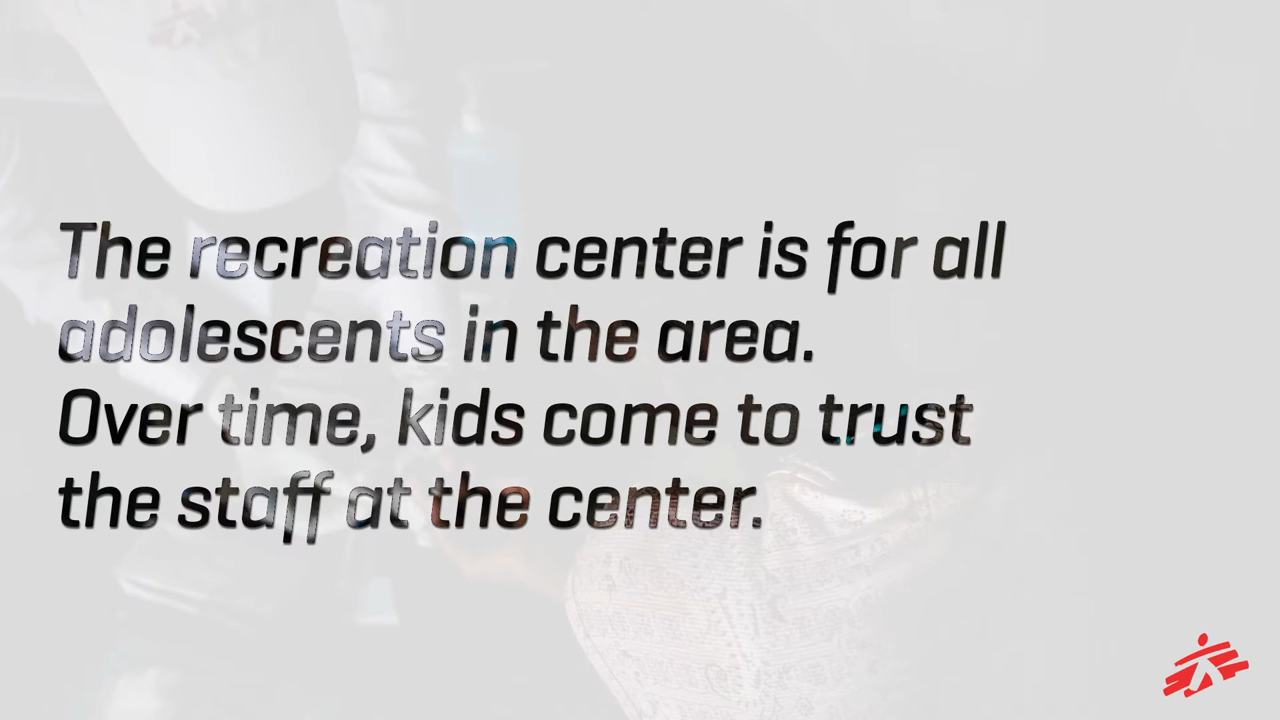 The recreation center is for all
adolescents in the area.
Over time, kids come to trust
the staff at the center.